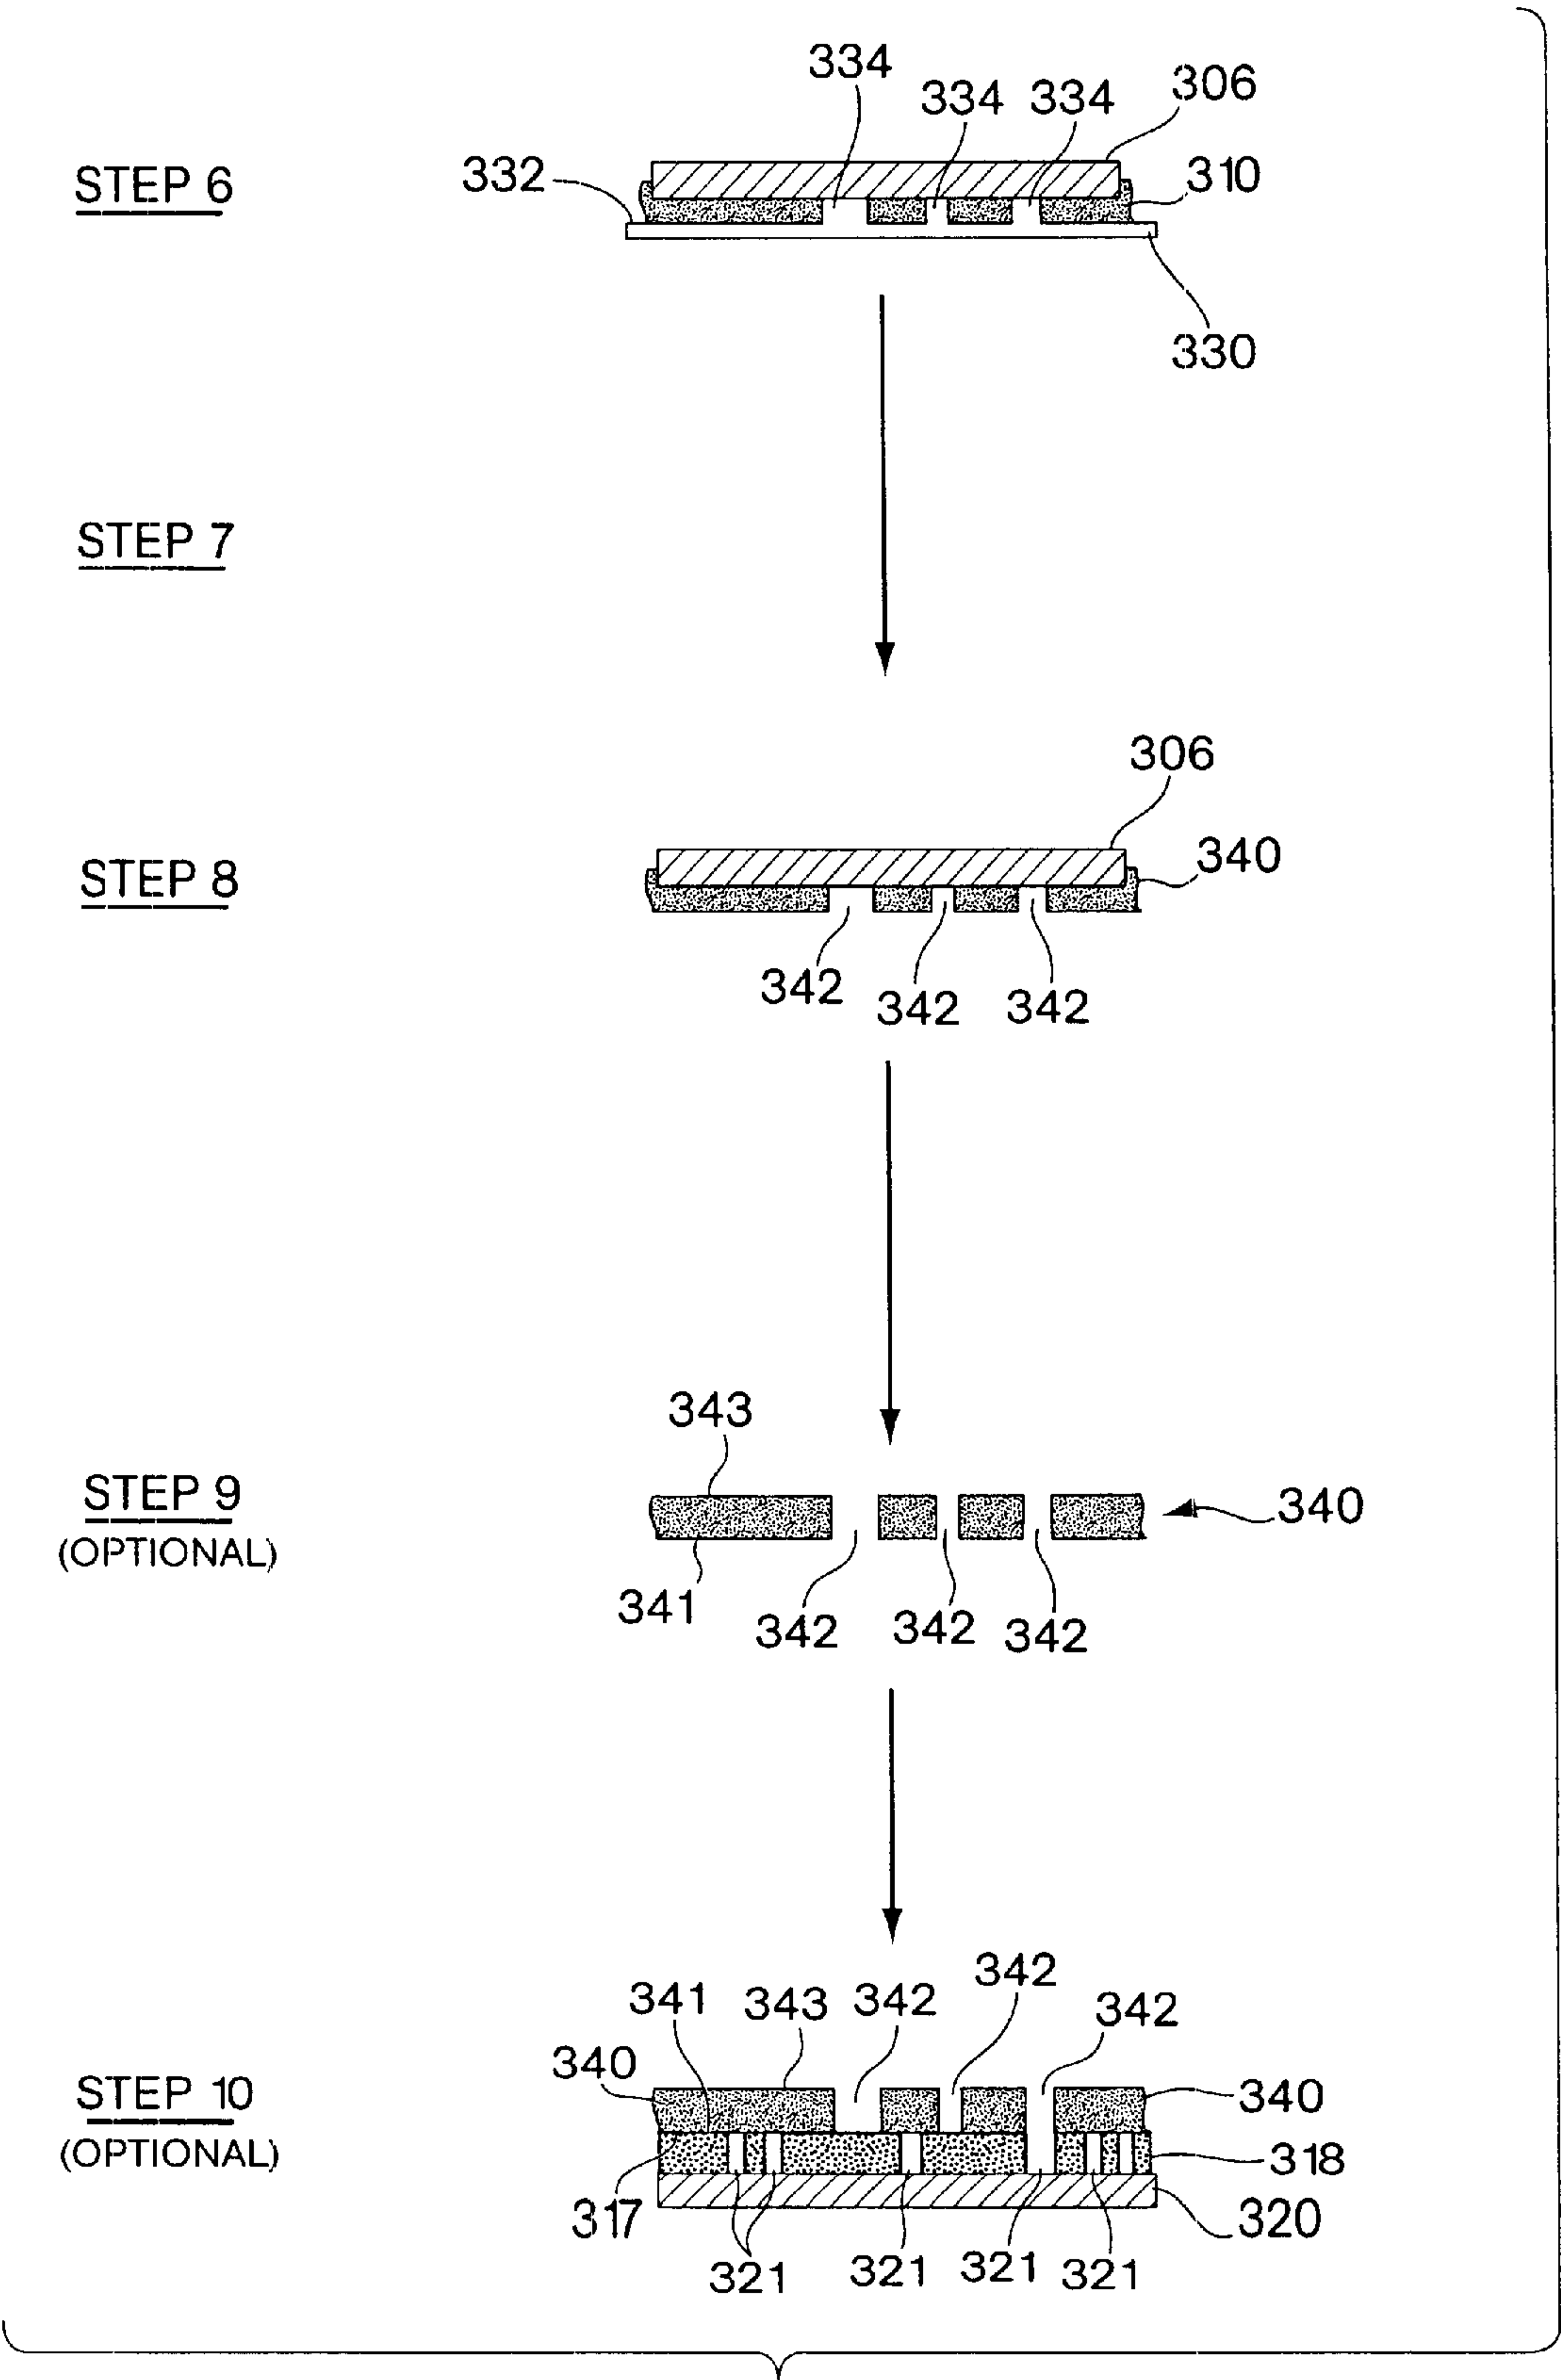 334
334 334 306
STEP 6 332 310
330
STEP 7
306
STEP 8 340
342 342 342
343
STEP 9 340
(OPTIONAL)
341 342 342 342
342
341 343 342 342
340
STEP 10 340
(OPTIONAL) 318
317 320
321 321 321 321